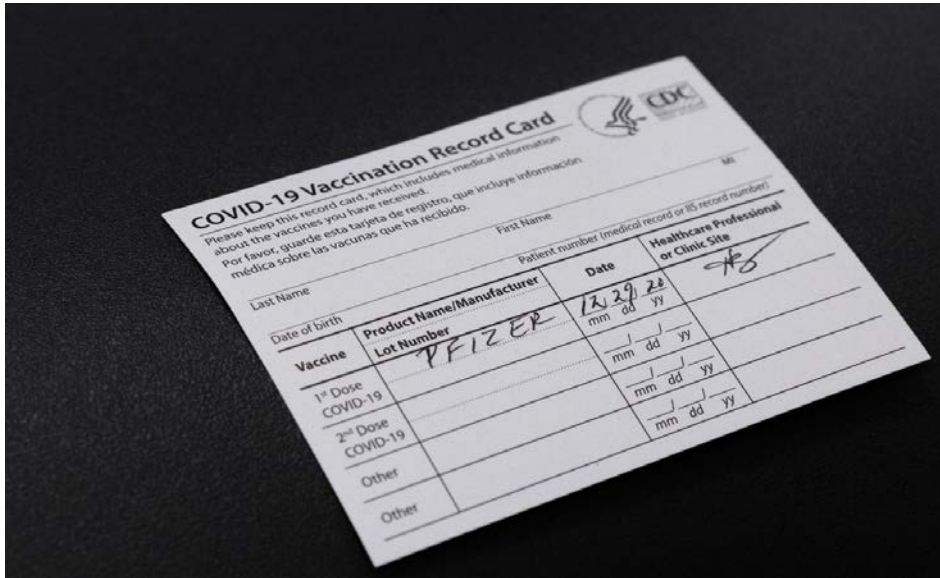 COVID-19 Vaccination Record Card
CDC
Please keep this record card, which includes medical information
about the vaccines you have received.
Por favor, guarde esta tarjeta de registro, que incluye información
médica sobre las vacunas que ha recibido.
Last Name First Name MI
Date of birth Patient number (medical record or IIS record number)
Vaccine Product Name/Manufacturer Date Healthcare Professional
Lot Number or Clinic Site
1st Dose PFIZER 12/29/20
COVID-19 mm dd yy
2nd Dose / /
COVID-19 mm dd yy
Other / /
mm dd yy
Other / /
mm dd yy